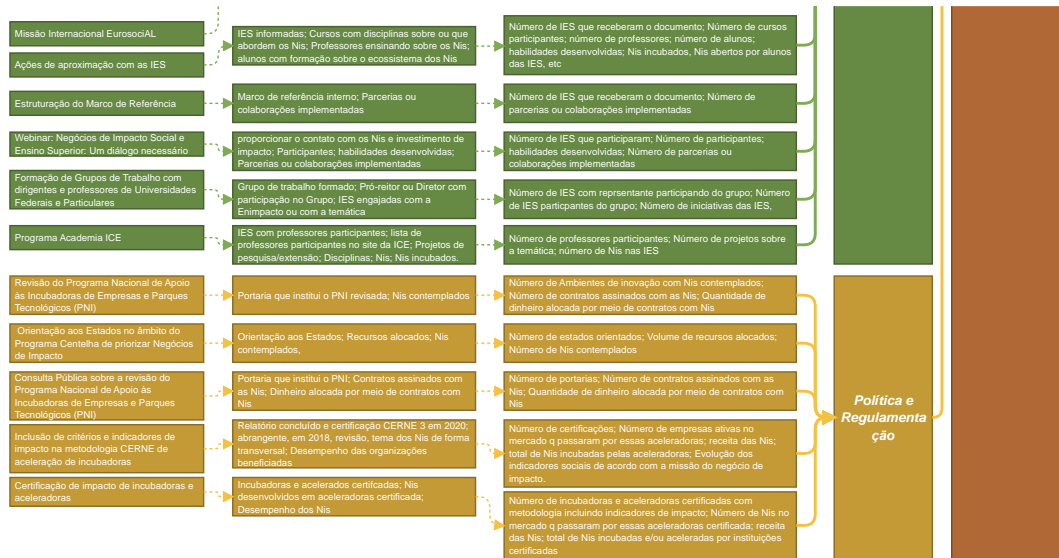 Missão Internacional EurosociAL
IES informadas; Cursos com disciplinas sobre ou que
abordem os Nis; Professores ensinando sobre os Nis;
alunos com formação sobre o ecossistema dos Nis
Número de IES que receberam o documento; Número de cursos
participantes; número de professores; número de alunos;
habilidades desenvolvidas; Nis incubados, Nis abertos por alunos
das IES, etc
Ações de aproximação com as IES
Estruturação do Marco de Referência
Marco de referência interno; Parcerias ou
colaborações implementadas
Número de IES que receberam o documento; Número de
parcerias ou colaborações implementadas
Webinar: Negócios de Impacto Social e
Ensino Superior: Um diálogo necessário
proporcionar o contato com os Nis e investimento de
impacto; Participantes; habilidades desenvolvidas;
Parcerias ou colaborações implementadas
Número de IES que participaram; Número de participantes;
habilidades desenvolvidas; Número de parcerias ou
colaborações implementadas
Formação de Grupos de Trabalho com
dirigentes e professores de Universidades
Federais e Particulares
Grupo de trabalho formado; Pró-reitor ou Diretor com
participação no Grupo; IES engajadas com a
Enimpacto ou com a temática
Número de IES com reprsentante participando do grupo; Número
de IES particpantes do grupo; Número de iniciativas das IES,
Programa Academia ICE
IES com professores participantes; lista de
professores participantes no site da ICE; Projetos de
pesquisa/extensão; Disciplinas; Nis; Nis incubados.
Número de professores participantes; Número de projetos sobre
a temática; número de Nis nas IES
Revisão do Programa Nacional de Apoio
às Incubadoras de Empresas e Parques
Tecnológicos (PNI)
Portaria que institui o PNI revisada; Nis contemplados
Número de Ambientes de inovação com Nis contemplados;
Número de contratos assinados com as Nis; Quantidade de
dinheiro alocada por meio de contratos com Nis
Orientação aos Estados no âmbito do
Programa Centelha de priorizar Negócios
de Impacto
Orientação aos Estados; Recursos alocados; Nis
contemplados,
Número de estados orientados; Volume de recursos alocados;
Número de Nis contemplados
Consulta Pública sobre a revisão do
Programa Nacional de Apoio às
Incubadoras de Empresas e Parques
Tecnológicos (PNI)
Portaria que institui o PNI; Contratos assinados com
as Nis; Dinheiro alocada por meio de contratos com
Nis
Número de portarias; Número de contratos assinados com as
Nis; Quantidade de dinheiro alocada por meio de contratos com
Nis
Política e
Regulamenta
ção
Inclusão de critérios e indicadores de
impacto na metodologia CERNE de
aceleração de incubadoras
Relatório concluído e certificação CERNE 3 em 2020;
abrangente, em 2018, revisão, tema dos Nis de forma
transversal; Desempenho das organizações
beneficiadas
Número de certificações; Número de empresas ativas no
mercado q passaram por essas aceleradoras; receita das Nis;
total de Nis incubadas pelas aceleradoras; Evolução dos
indicadores sociais de acordo com a missão do negócio de
impacto.
Certificação de impacto de incubadoras e
aceleradoras
Incubadoras e acelerados certifcadas; Nis
desenvolvidos em aceleradoras certificada;
Desempenho dos Nis
Número de incubadoras e aceleradoras certificadas com
metodologia incluindo indicadores de impacto; Número de Nis no
mercado q passaram por essas aceleradoras certificada; receita
das Nis; total de Nis incubadas e/ou aceleradas por instituições
certificadas